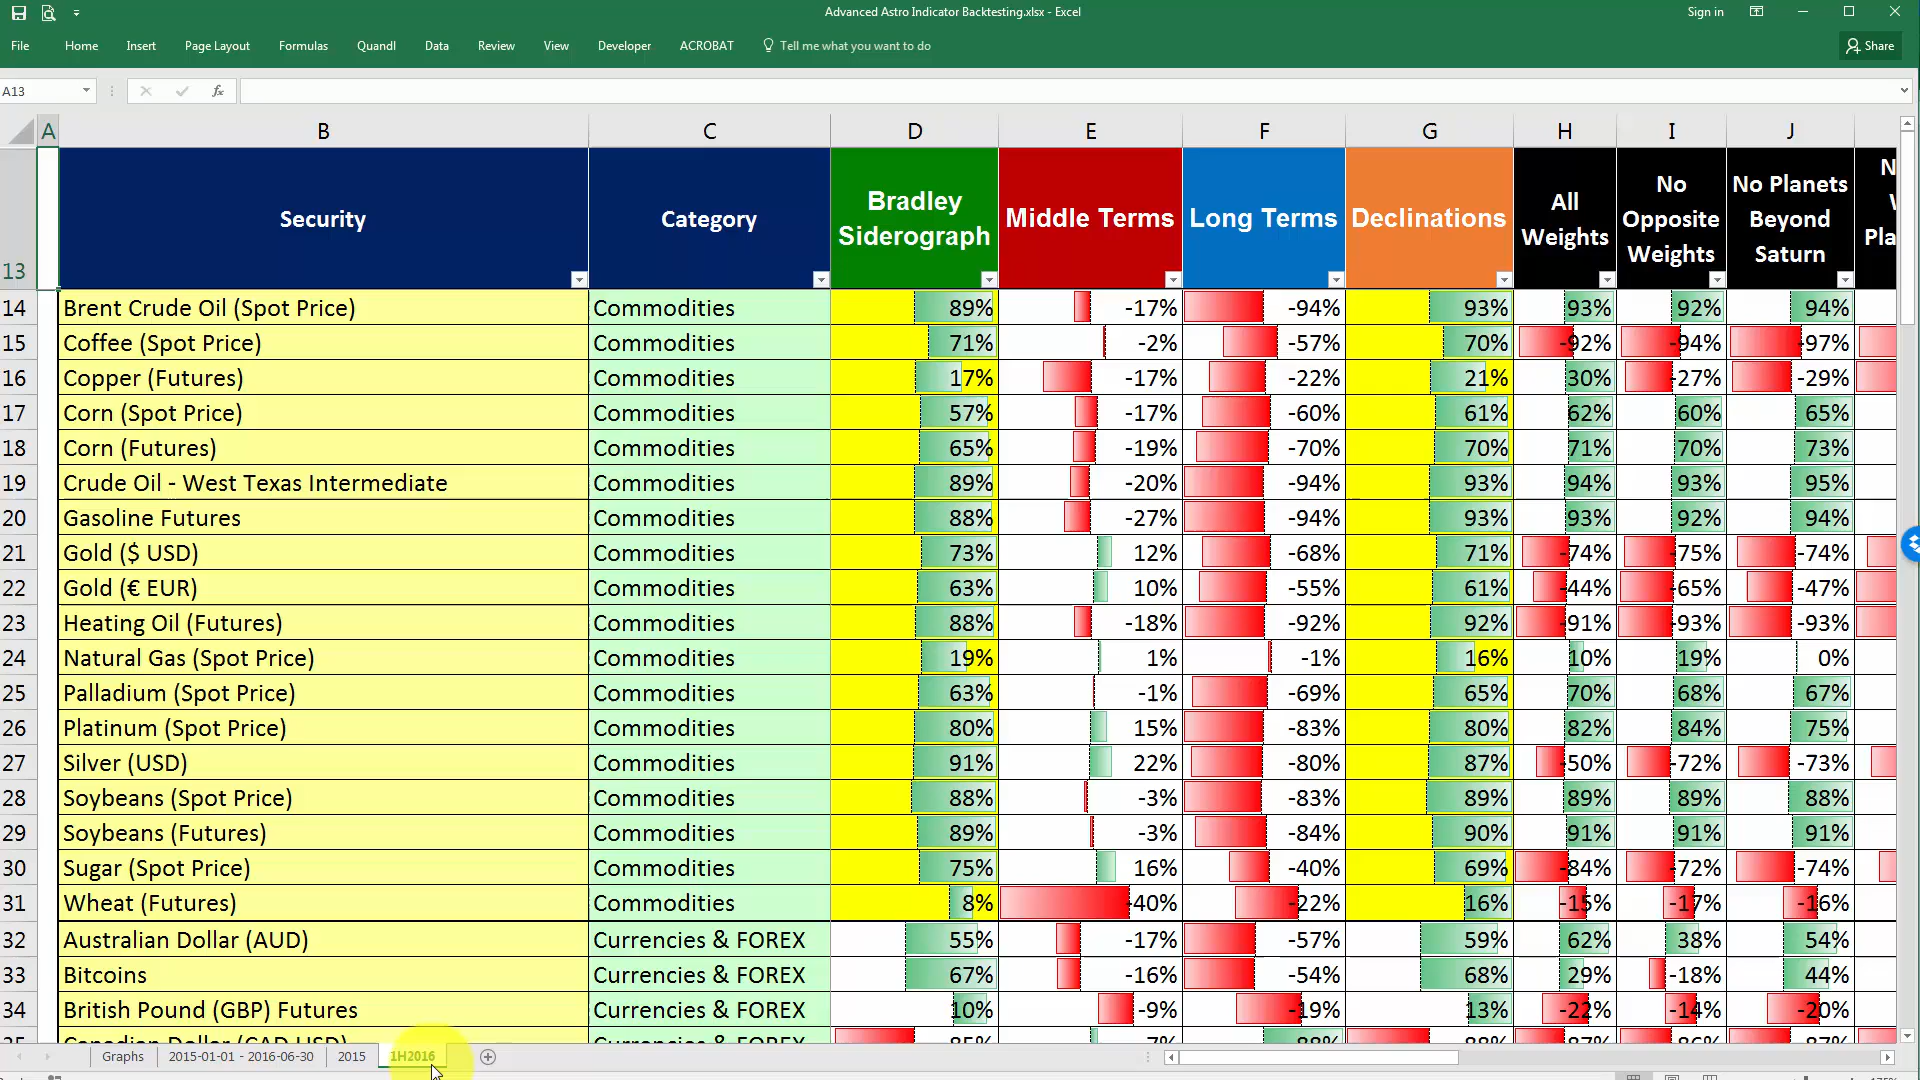 Advanced Astro Indicator Backtesting.xlsx - Excel
Sign in
File Home Insert Page Layout Formulas Quandl Data Review View Developer ACROBAT Tell me what you want to do Share
A13 fx
A B C D E F G H I J
13 Security Category Bradley Siderograph Middle Terms Long Terms Declinations All Weights No Opposite Weights No Planets Beyond Saturn
14 Brent Crude Oil (Spot Price) Commodities 89% -17% -94% 93% 93% 92% 94%
15 Coffee (Spot Price) Commodities 71% -2% -57% 70% -92% -94% -97%
16 Copper (Futures) Commodities 17% -17% -22% 21% 30% -27% -29%
17 Corn (Spot Price) Commodities 57% -17% -60% 61% 62% 60% 65%
18 Corn (Futures) Commodities 65% -19% -70% 70% 71% 70% 73%
19 Crude Oil - West Texas Intermediate Commodities 89% -20% -94% 93% 94% 93% 95%
20 Gasoline Futures Commodities 88% -27% -94% 93% 93% 92% 94%
21 Gold ($ USD) Commodities 73% 12% -68% 71% -74% -75% -74%
22 Gold (€ EUR) Commodities 63% 10% -55% 61% -44% -65% -47%
23 Heating Oil (Futures) Commodities 88% -18% -92% 92% -91% -93% -93%
24 Natural Gas (Spot Price) Commodities 19% 1% -1% 16% 10% 19% 0%
25 Palladium (Spot Price) Commodities 63% -1% -69% 65% 70% 68% 67%
26 Platinum (Spot Price) Commodities 80% 15% -83% 80% 82% 84% 75%
27 Silver (USD) Commodities 91% 22% -80% 87% -50% -72% -73%
28 Soybeans (Spot Price) Commodities 88% -3% -83% 89% 89% 89% 88%
29 Soybeans (Futures) Commodities 89% -3% -84% 90% 91% 91% 91%
30 Sugar (Spot Price) Commodities 75% 16% -40% 69% -84% -72% -74%
31 Wheat (Futures) Commodities 8% -40% -22% 16% -15% -17% -16%
32 Australian Dollar (AUD) Currencies & FOREX 55% -17% -57% 59% 62% 38% 54%
33 Bitcoins Currencies & FOREX 67% -16% -54% 68% 29% -18% 44%
34 British Pound (GBP) Futures Currencies & FOREX 10% -9% -19% 13% -22% -14% -20%
Graphs 2015-01-01 - 2016-06-30 2015 1H2016